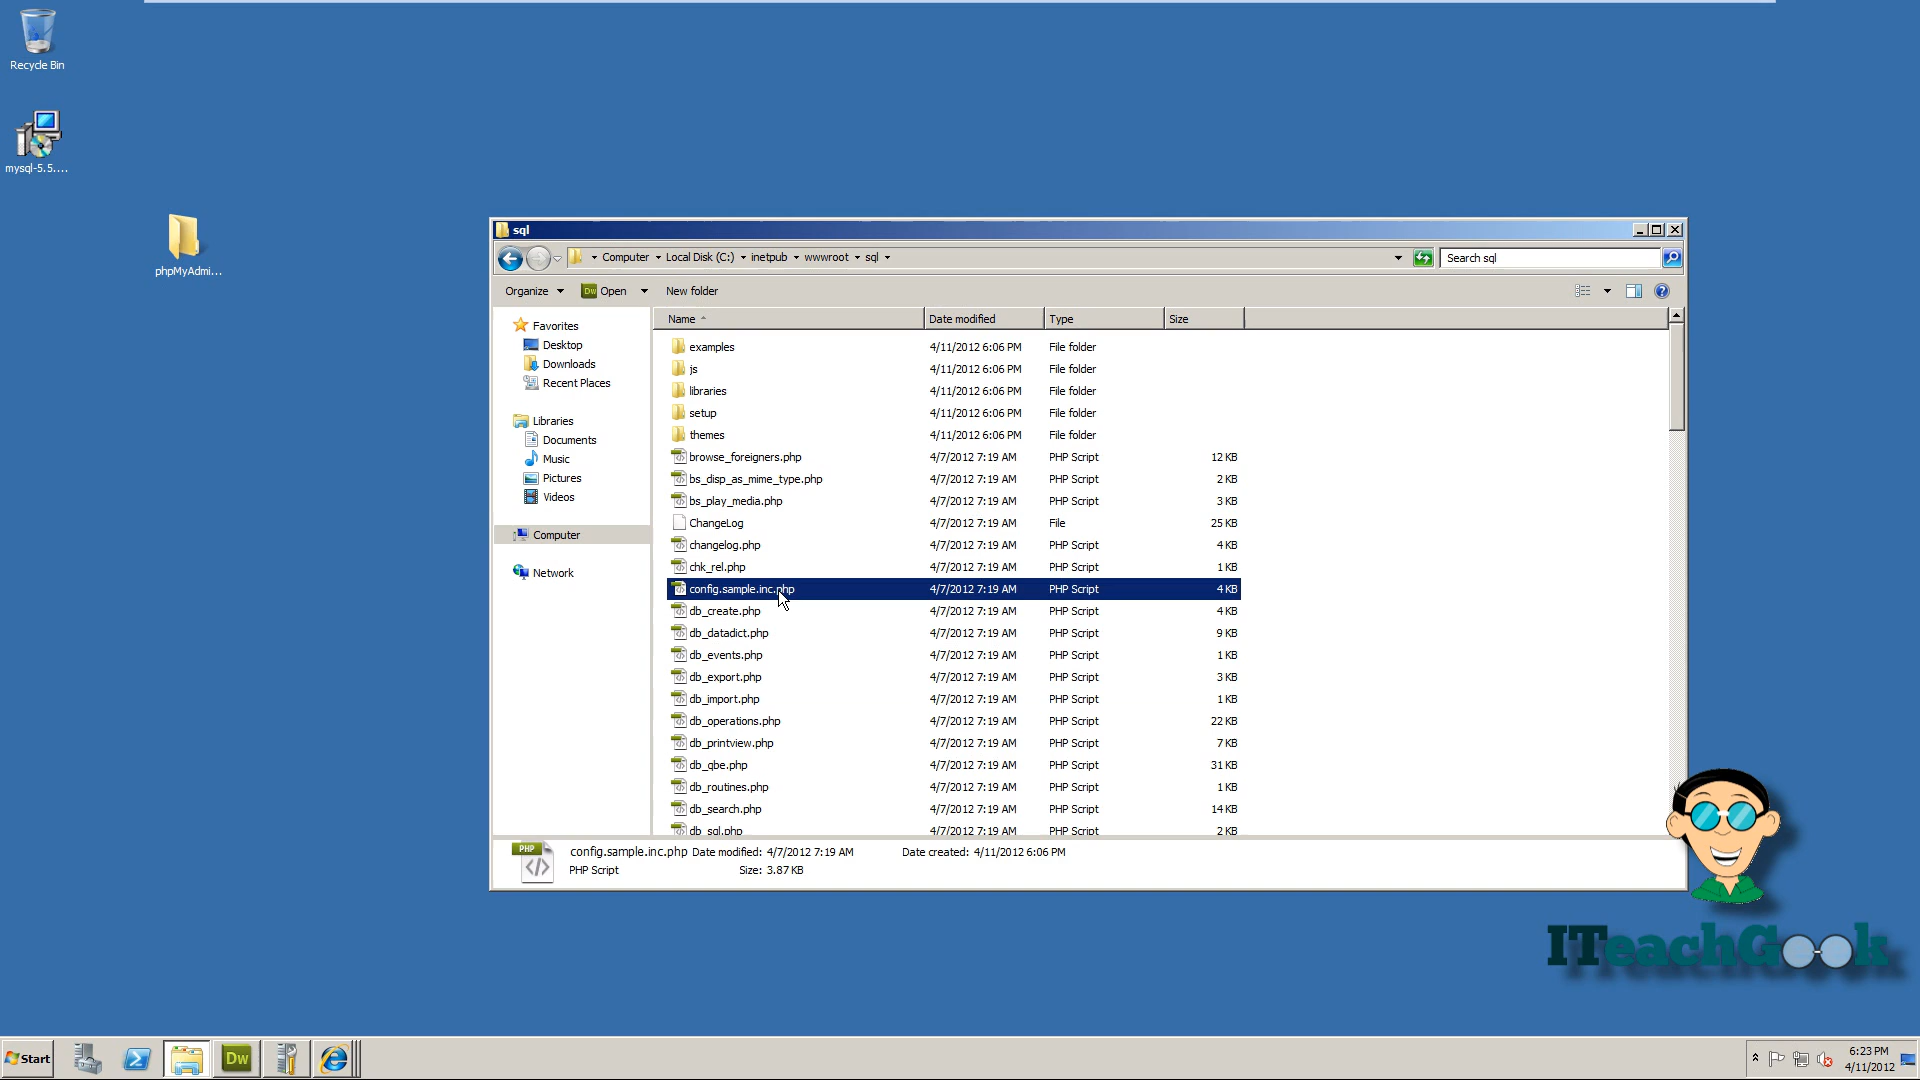 Recycle Bin
mysql-5.5....
phpMyAdmi...
sql
Computer Local Disk (C:) inetpub wwwroot sql
Search sql
Organize Open New folder
Name Date modified Type Size
Favorites
Desktop
Downloads
Recent Places
Libraries
Documents
Music
Pictures
Videos
Computer
Network
examples 4/11/2012 6:06 PM File folder
js 4/11/2012 6:06 PM File folder
libraries 4/11/2012 6:06 PM File folder
setup 4/11/2012 6:06 PM File folder
themes 4/11/2012 6:06 PM File folder
browse_foreigners.php 4/7/2012 7:19 AM PHP Script 12 KB
bs_disp_as_mime_type.php 4/7/2012 7:19 AM PHP Script 2 KB
bs_play_media.php 4/7/2012 7:19 AM PHP Script 3 KB
ChangeLog 4/7/2012 7:19 AM File 25 KB
changelog.php 4/7/2012 7:19 AM PHP Script 4 KB
chk_rel.php 4/7/2012 7:19 AM PHP Script 1 KB
config.sample.inc.php 4/7/2012 7:19 AM PHP Script 4 KB
db_create.php 4/7/2012 7:19 AM PHP Script 4 KB
db_datadict.php 4/7/2012 7:19 AM PHP Script 9 KB
db_events.php 4/7/2012 7:19 AM PHP Script 1 KB
db_export.php 4/7/2012 7:19 AM PHP Script 3 KB
db_import.php 4/7/2012 7:19 AM PHP Script 1 KB
db_operations.php 4/7/2012 7:19 AM PHP Script 22 KB
db_printview.php 4/7/2012 7:19 AM PHP Script 7 KB
db_qbe.php 4/7/2012 7:19 AM PHP Script 31 KB
db_routines.php 4/7/2012 7:19 AM PHP Script 1 KB
db_search.php 4/7/2012 7:19 AM PHP Script 14 KB
db_sql.php 4/7/2012 7:19 AM PHP Script 2 KB
PHP
config.sample.inc.php Date modified: 4/7/2012 7:19 AM Date created: 4/11/2012 6:06 PM
PHP Script Size: 3.87 KB
ITeachGook
Start
Dw
6:23 PM
4/11/2012